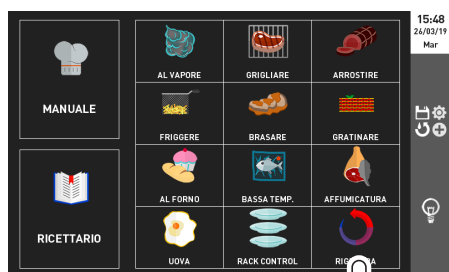 15:48
26/03/19
Mar
MANUALE
RICETTARIO
AL VAPORE
GRIGLIARE
ARROSTIRE
FRIGGERE
BRASARE
GRATINARE
AL FORNO
BASSA TEMP.
AFFUMICATURA
UOVA
RACK CONTROL